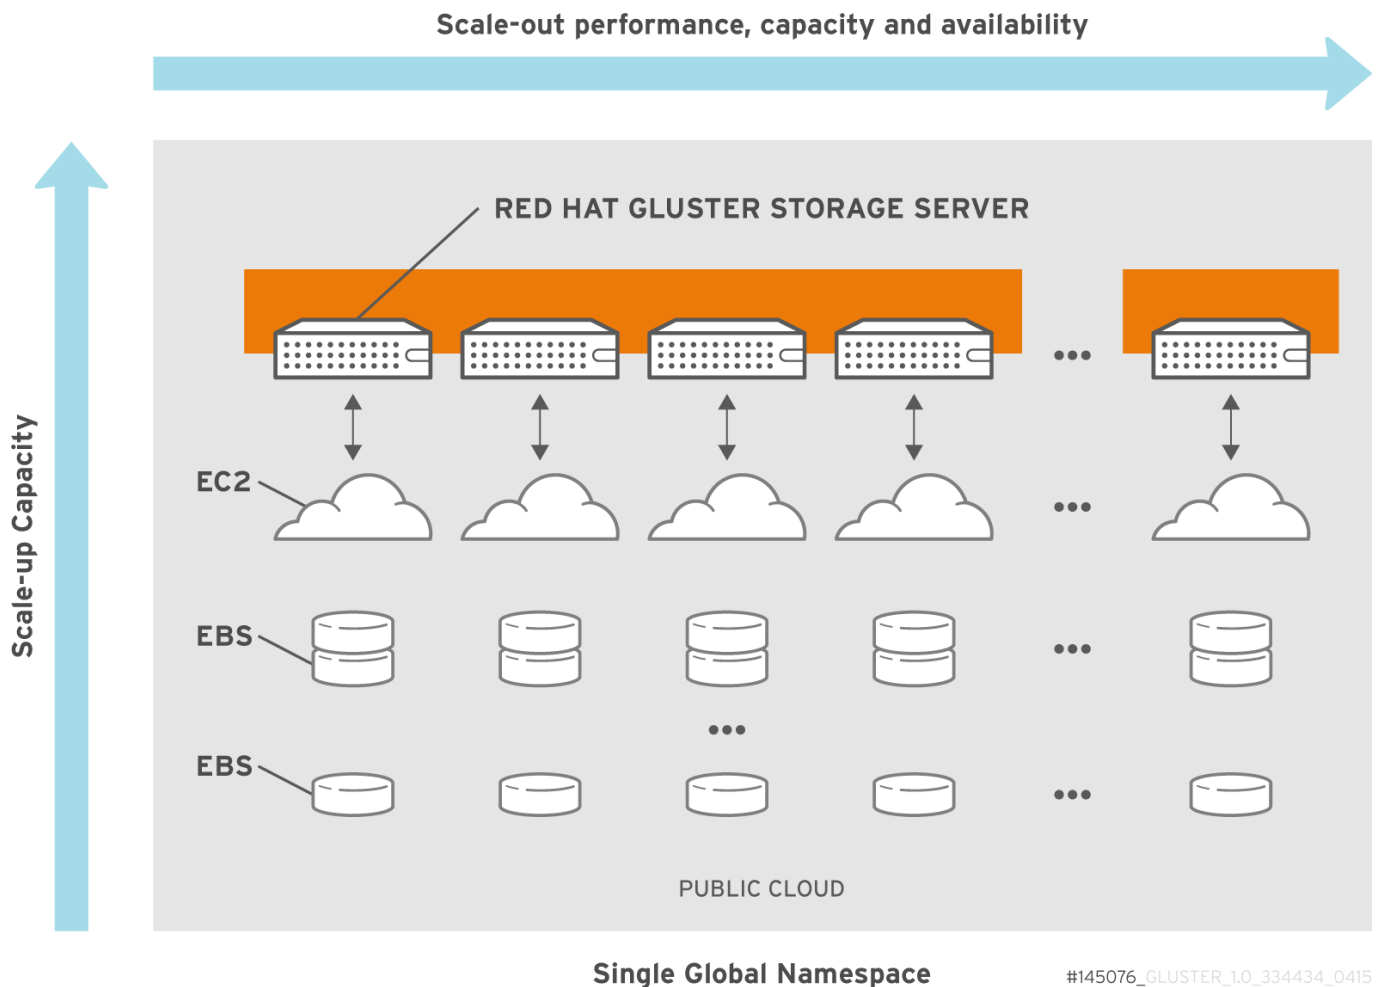 Scale-out performance, capacity and availability
RED HAT GLUSTER STORAGE SERVER
Scale-up Capacity
EC2
EBS
EBS
PUBLIC CLOUD
Single Global Namespace
#145076_GLUSTER_1.0_334434_0415